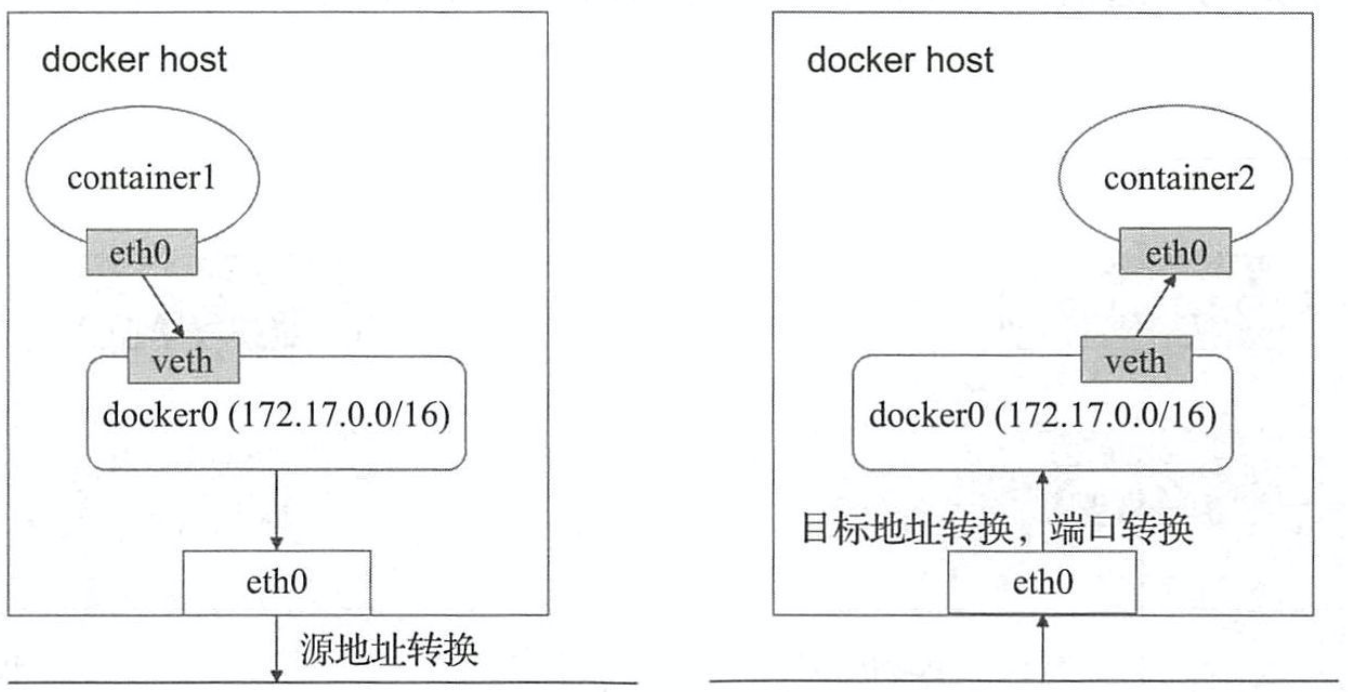 docker host
container1
eth0
veth
docker0 (172.17.0.0/16)
eth0
源地址转换
docker host
container2
eth0
veth
docker0 (172.17.0.0/16)
目标地址转换，端口转换
eth0